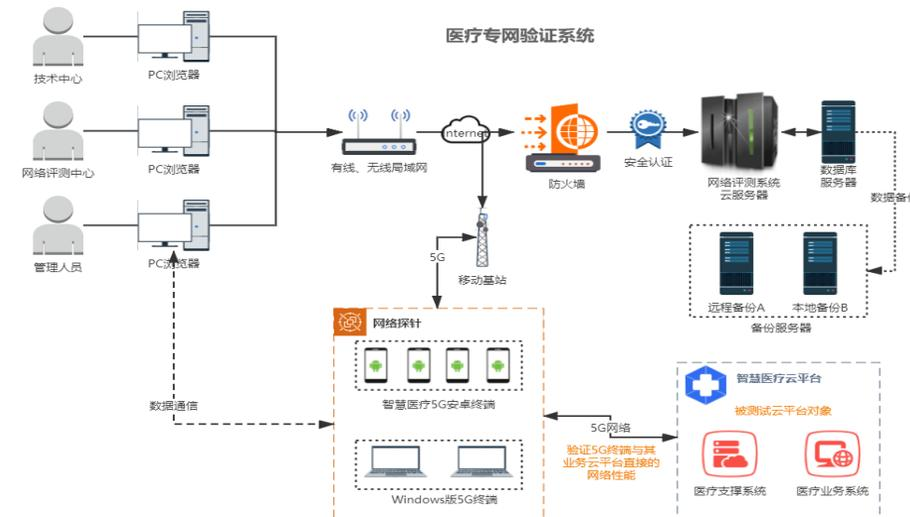 医疗专网验证系统
技术中心
PC浏览器
网络评测中心
PC浏览器
管理人员
PC浏览器
有线、无线局域网
Internet
防火墙
安全认证
网络评测系统
云服务器
数据库
服务器
数据备份
远程备份A
本地备份B
备份服务器
5G
移动基站
网络探针
智慧医疗5G安卓终端
Windows版5G终端
数据通信
5G网络
验证5G终端与其
业务云平台直接的
网络性能
智慧医疗云平台
被测试云平台对象
医疗支撑系统
医疗业务系统